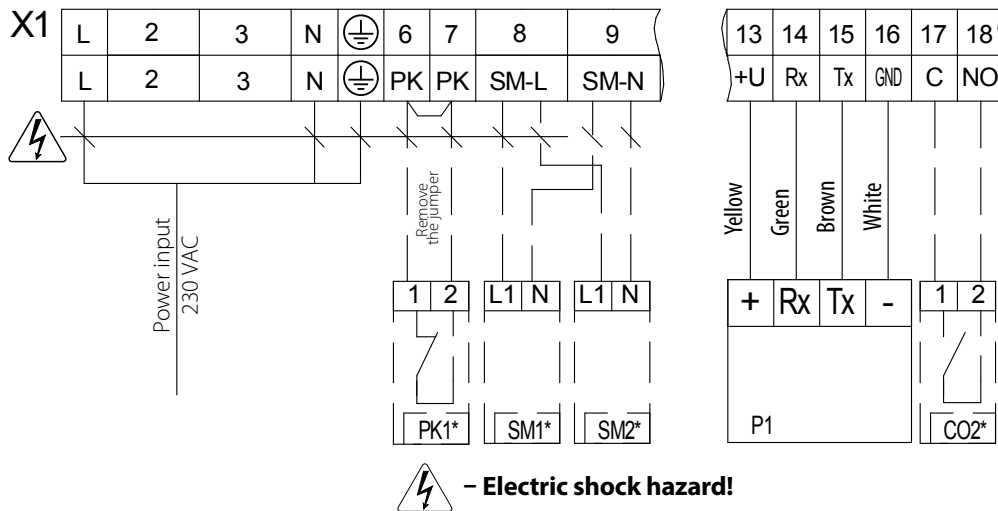 X1 L 2 3 N 6 7 8 9 13 14 15 16 17 18
L 2 3 N PK PK SM-L SM-N +U Rx Tx GND C NO
Power input
230 VAC
Remove
the jumper
Yellow
Green
Brown
White
1 2 L1 N L1 N + Rx Tx - 1 2
PK1* SM1* SM2* P1 CO2*
– Electric shock hazard!